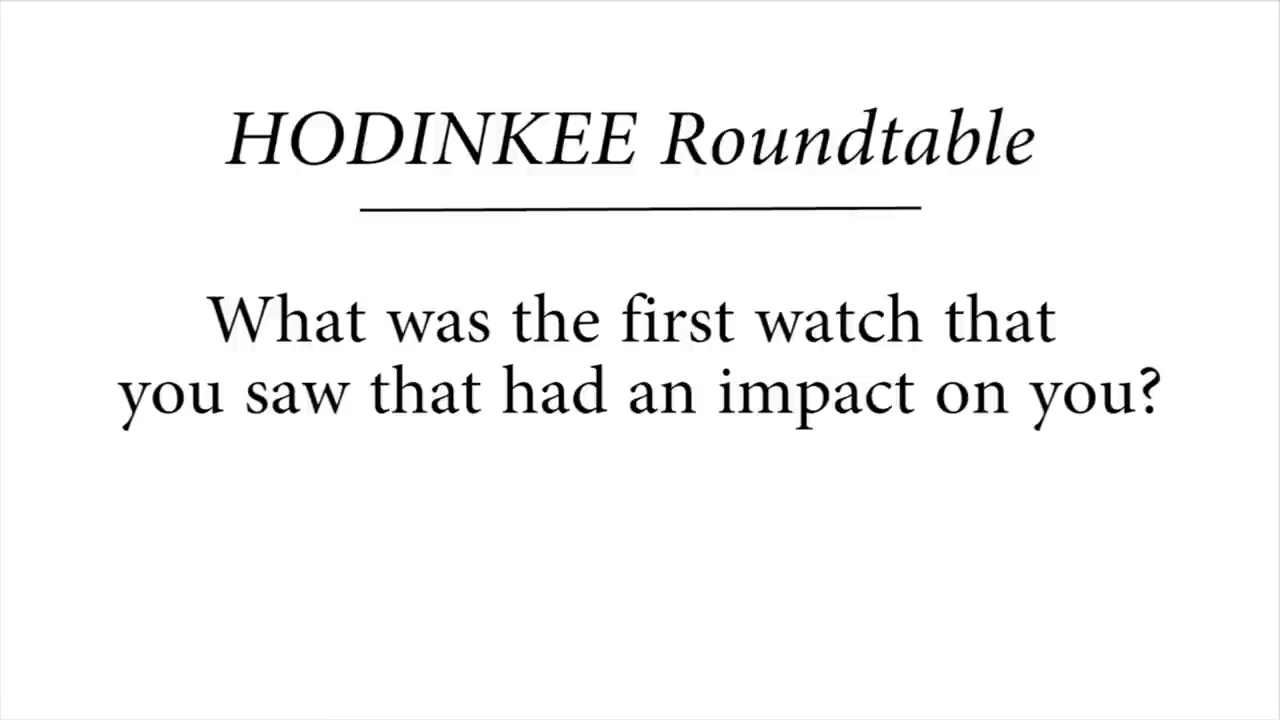 HODINKEE Roundtable
What was the first watch that
you saw that had an impact on you?